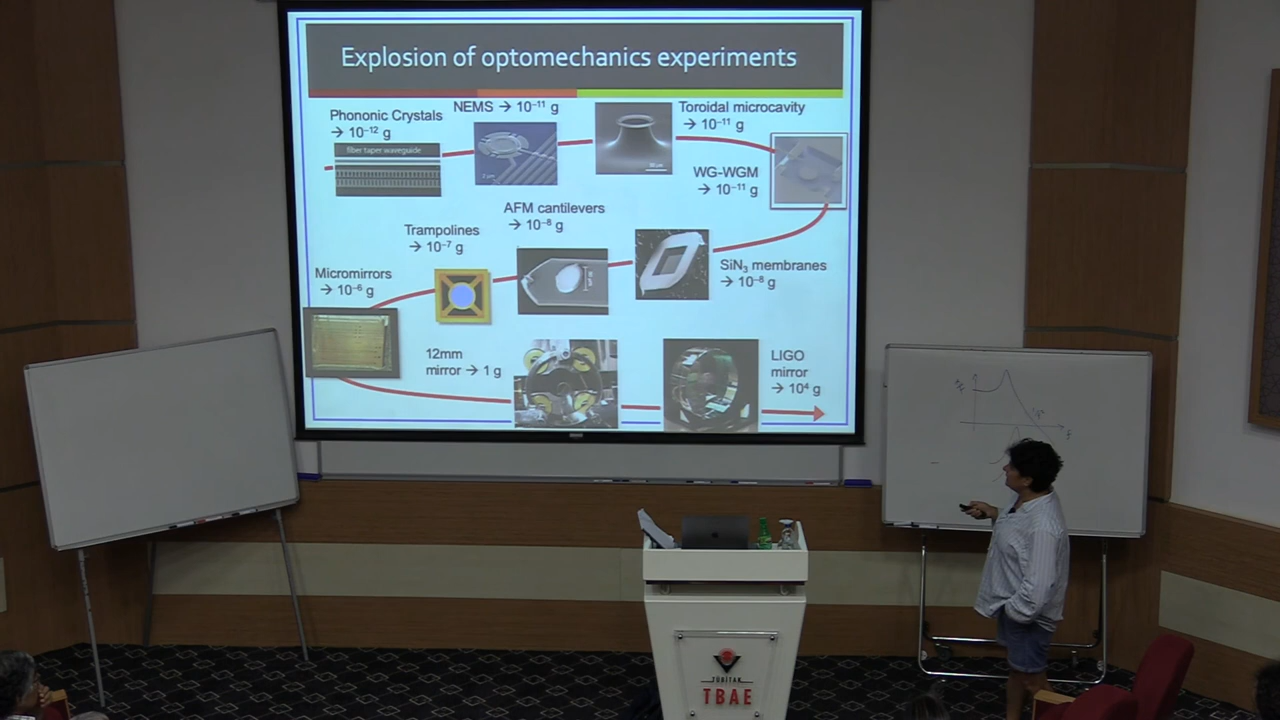 Explosion of optomechanics experiments
Phononic Crystals
→ 10⁻¹² g
fiber taper waveguide
NEMS → 10⁻¹¹ g
2 μm
Toroidal microcavity
→ 10⁻¹¹ g
WG-WGM
→ 10⁻¹¹ g
AFM cantilevers
→ 10⁻⁸ g
Trampolines
→ 10⁻⁷ g
SiN₃ membranes
→ 10⁻⁸ g
Micromirrors
→ 10⁻⁶ g
12mm
mirror → 1 g
LIGO
mirror
→ 10⁴ g
TÜBİTAK
TBAE